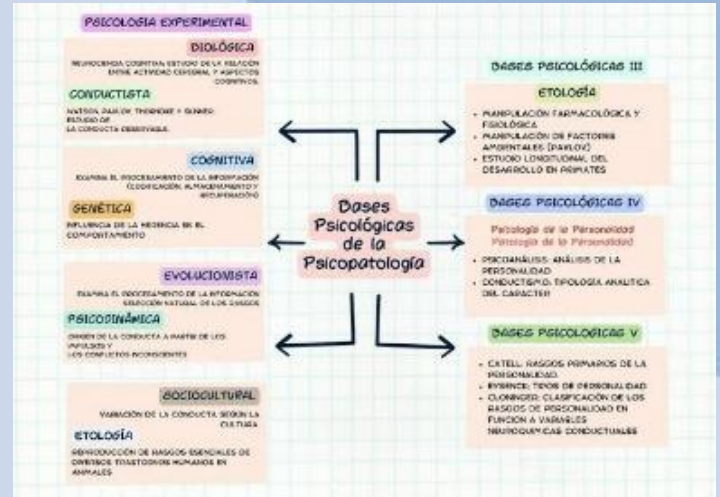 PSICOLOGIA EXPERIMENTAL
BIOLÓGICA
NEUROCIENCIA COGNITIVA: ESTUDIO DE LA RELACIÓN
ENTRE ACTIVIDAD CEREBRAL Y ASPECTOS
COGNITIVOS.
CONDUCTISTA
WATSON, PAVLOV, THORNDIKE Y SKINNER:
ESTUDIO DE
LA CONDUCTA OBSERVABLE.
COGNITIVA
EXAMINA EL PROCESAMIENTO DE LA INFORMACIÓN
(CODIFICACIÓN, ALMACENAMIENTO Y
RECUPERACIÓN)
GENÉTICA
INFLUENCIA DE LA HERENCIA EN EL
COMPORTAMIENTO
EVOLUCIONISTA
EXAMINA EL PROCESAMIENTO DE LA INFORMACIÓN
SELECCIÓN NATURAL DE LOS RASGOS
PSICODINÁMICA
ORIGEN DE LA CONDUCTA A PARTIR DE LOS
IMPULSOS Y
LOS CONFLICTOS INCONSCIENTES
SOCIOCULTURAL
VARIACIÓN DE LA CONDUCTA SEGÚN LA
CULTURA
ETOLOGÍA
REPRODUCCIÓN DE RASGOS ESENCIALES DE
DIVERSOS TRASTORNOS HUMANOS EN
ANIMALES
Bases
Psicológicas
de la
Psicopatología
BASES PSICOLÓGICAS III
ETOLOGÍA
• MANIPULACIÓN FARMACOLÓGICA Y
FISIOLÓGICA
• MANIPULACIÓN DE FACTORES
AMBIENTALES (PAVLOV)
• ESTUDIO LONGITUDINAL DEL
DESARROLLO EN PRIMATES
BASES PSICOLÓGICAS IV
Psicología de la Personalidad
Patología de la Personalidad
• PSICOANÁLISIS: ANÁLISIS DE LA
PERSONALIDAD
• CONDUCTISMO: TIPOLOGÍA ANALITICA
DEL CARACTER
BASES PSICOLOGICAS V
• CATELL: RASGOS PRIMARIOS DE LA
PERSONALIDAD.
• EYSENCK: TIPOS DE PERSONALIDAD
• CLONINGER: CLASIFICACIÓN DE LOS
RASGOS DE PERSONALIDAD EN
FUNCION A VARIABLES
NEUROQUIMICAS CONDUCTUALES